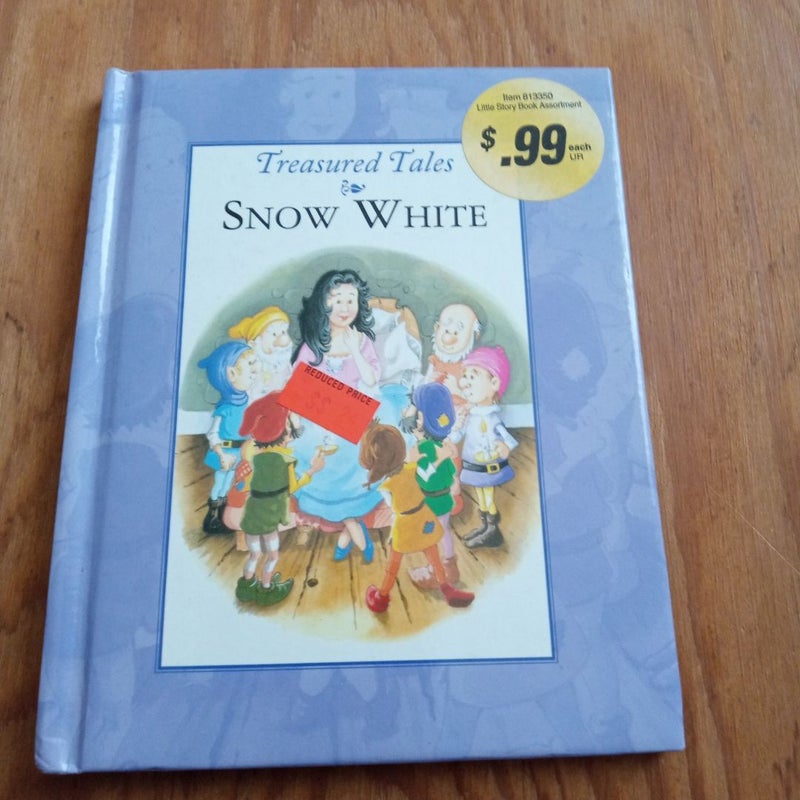 Item 813350
Little Story Book Assortment
$.99 each
UR
Treasured Tales
SNOW WHITE
REDUCED PRICE